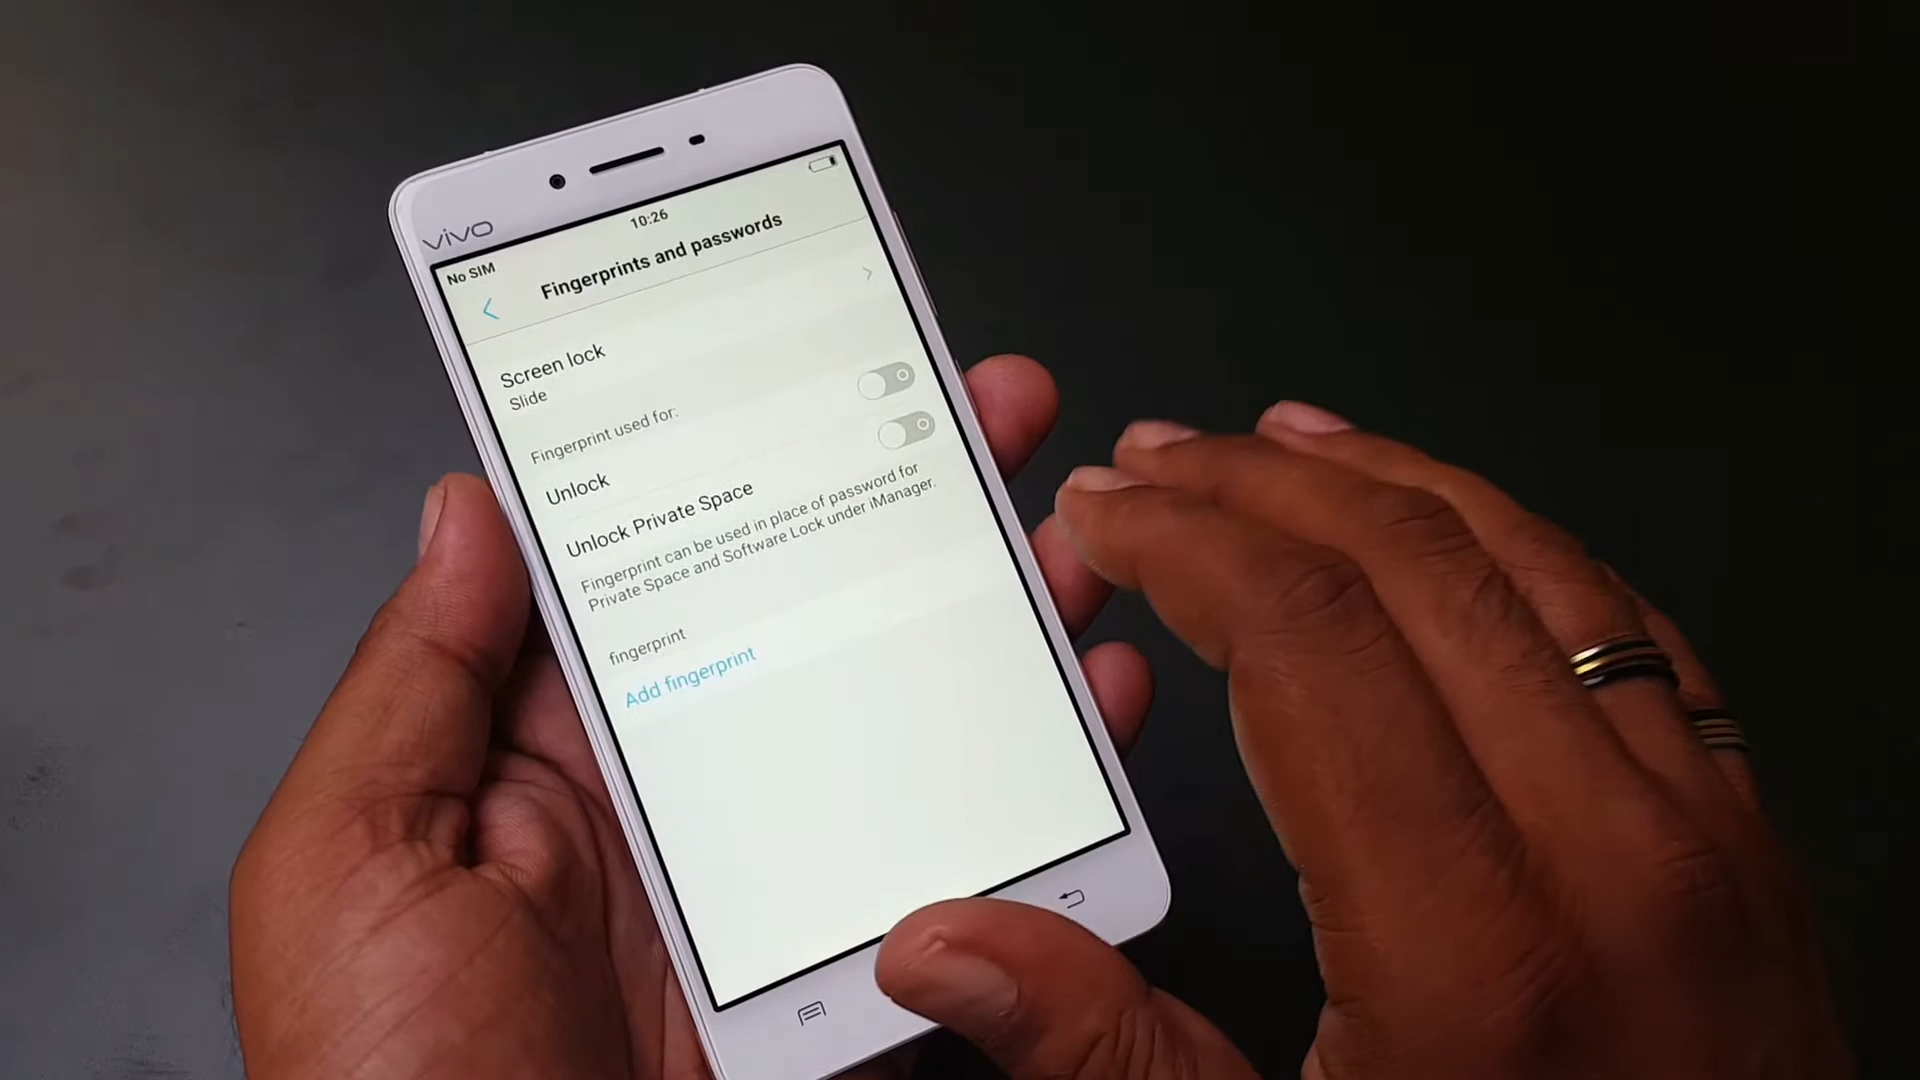 vivo
No SIM
10:26
Fingerprints and passwords
Screen lock
Slide
Fingerprint used for:
Unlock
Unlock Private Space
Fingerprint can be used in place of password for
Private Space and Software Lock under iManager.
fingerprint
Add fingerprint